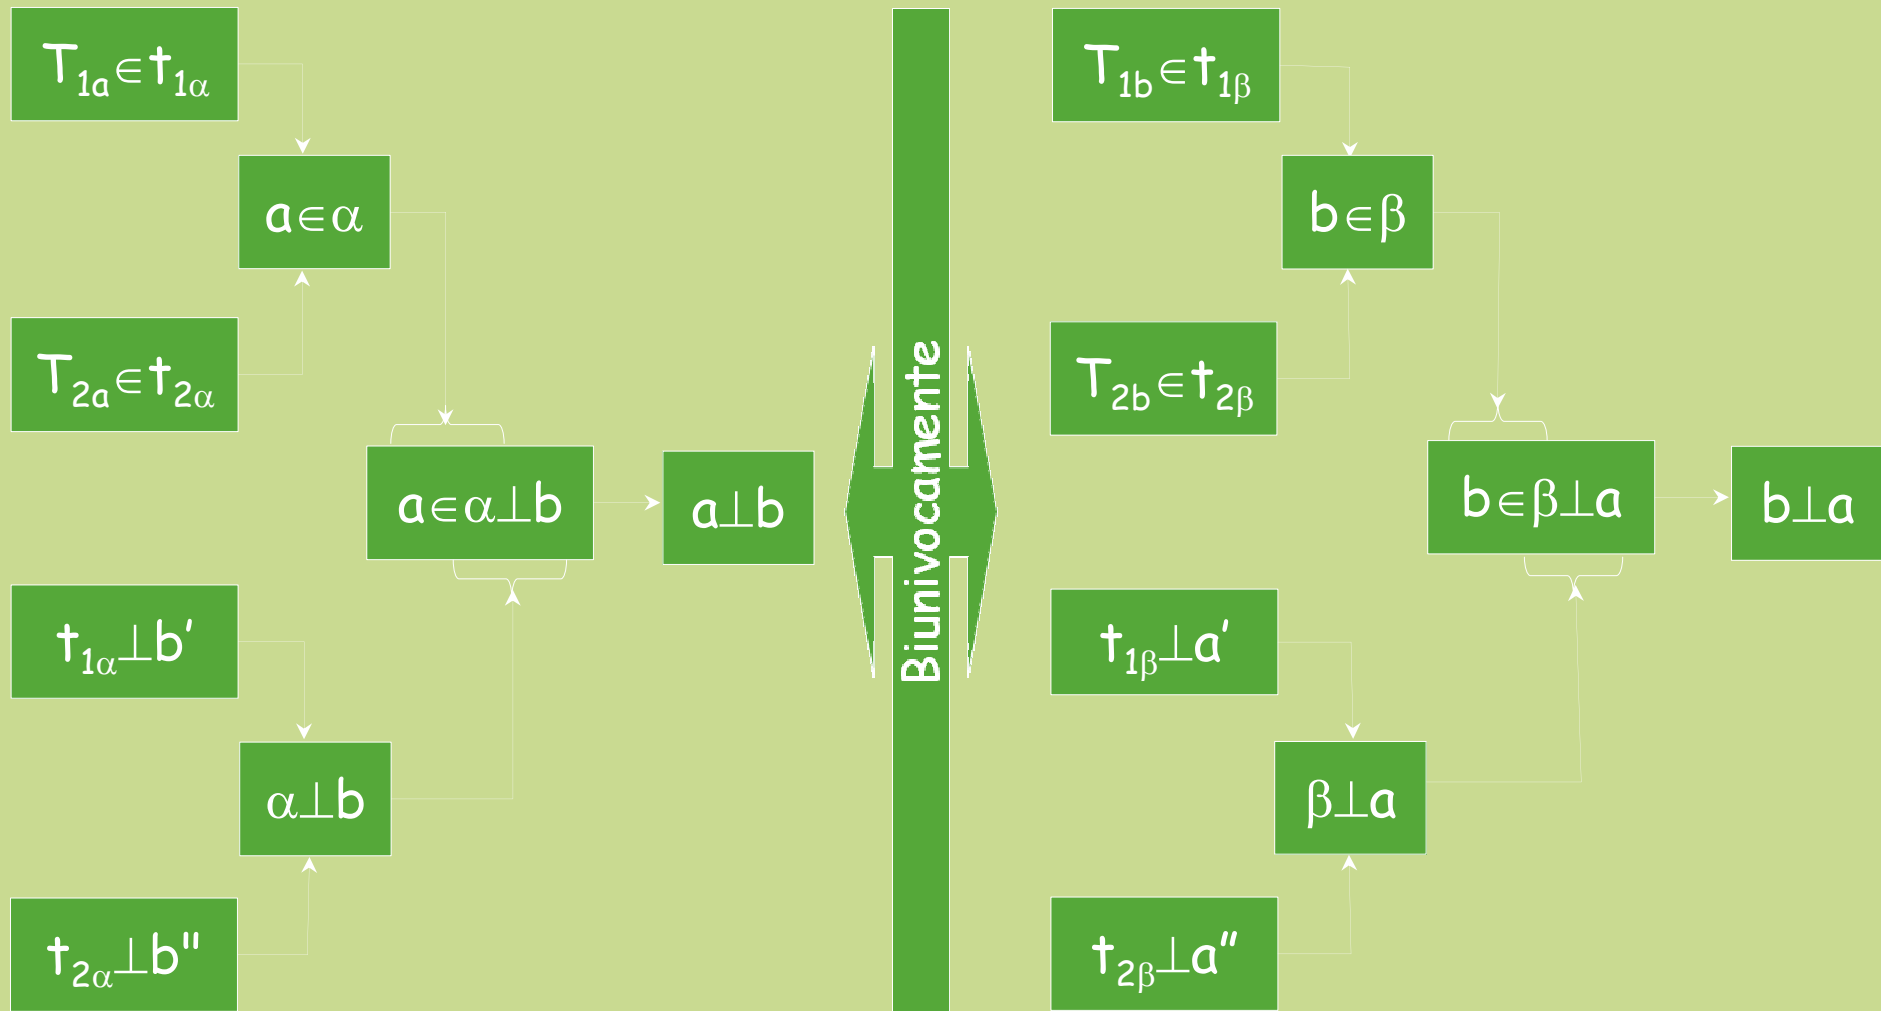 T₁ₐ∈t₁α
a∈α
T₂ₐ∈t₂α
a∈α⊥b
a⊥b
t₁α⊥b'
α⊥b
t₂α⊥b"
Biunivocamente
T₁b∈t₁β
b∈β
T₂b∈t₂β
b∈β⊥a
b⊥a
t₁β⊥a'
β⊥a
t₂β⊥a"